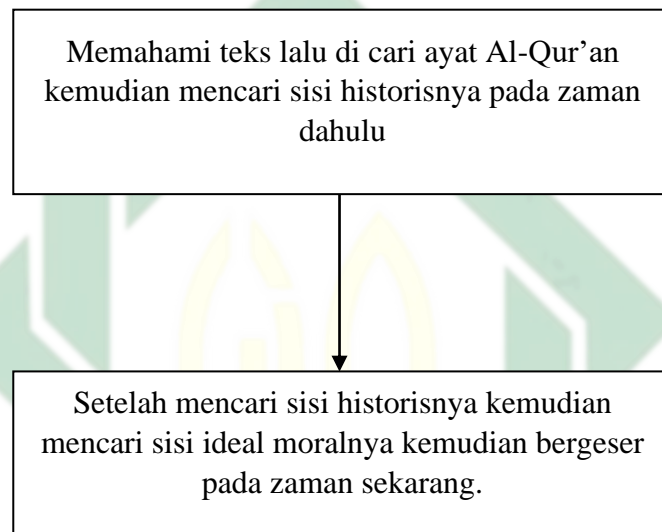 Memahami teks lalu di cari ayat Al-Qur’an
kemudian mencari sisi historisnya pada zaman
dahulu
Setelah mencari sisi historisnya kemudian
mencari sisi ideal moralnya kemudian bergeser
pada zaman sekarang.